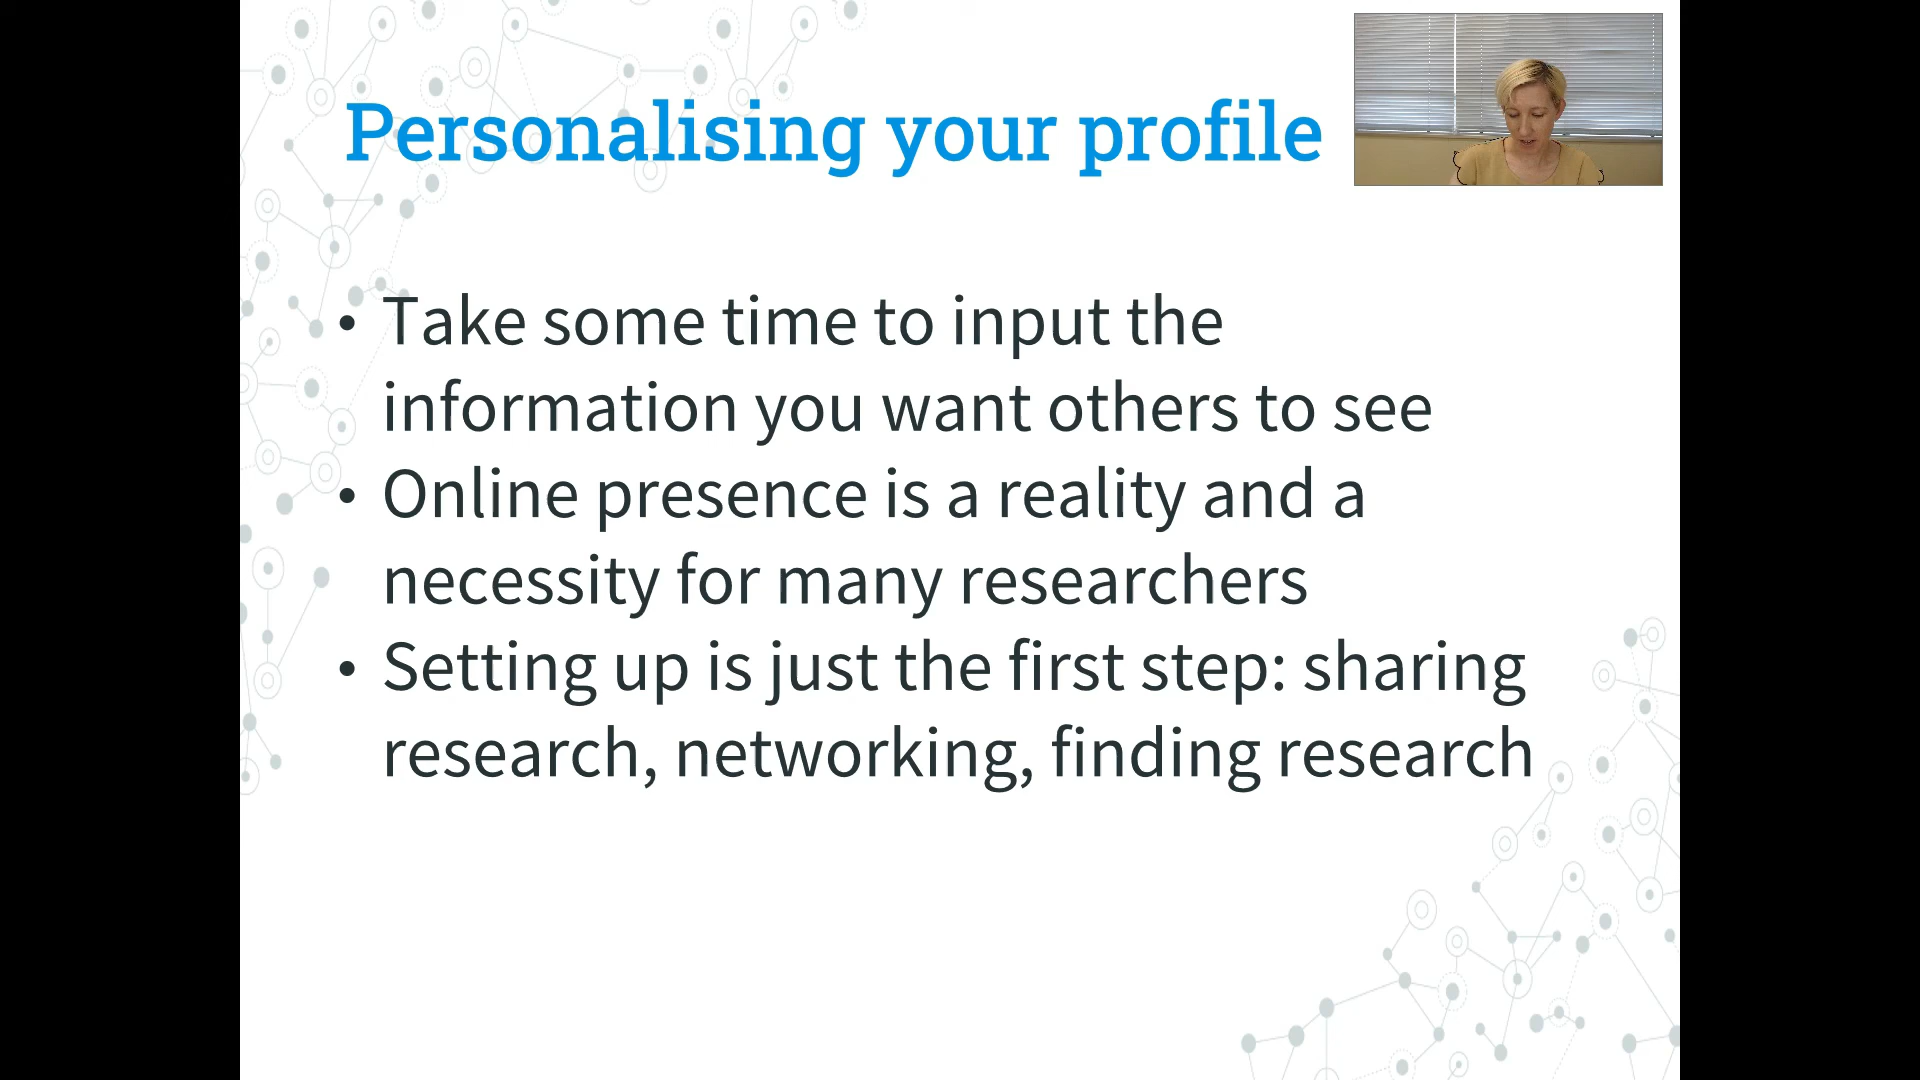 Personalising your profile
• Take some time to input the
information you want others to see
• Online presence is a reality and a
necessity for many researchers
• Setting up is just the first step: sharing
research, networking, finding research